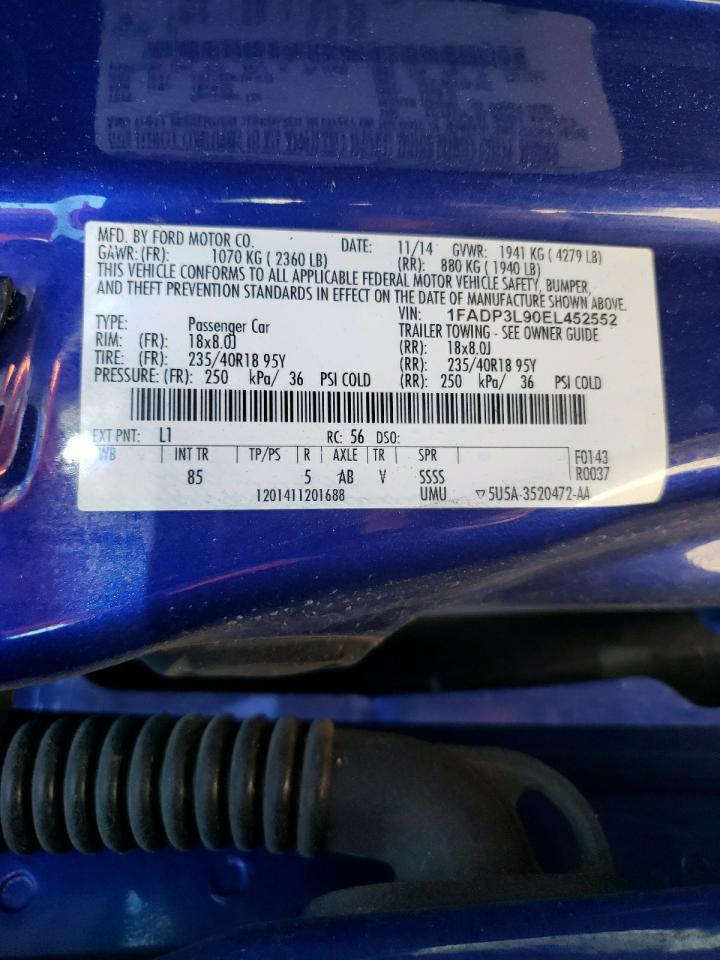 MFD. BY FORD MOTOR CO. DATE: 11/14 GVWR: 1941 KG ( 4279 LB)
GAWR: (FR): 1070 KG ( 2360 LB) (RR): 880 KG ( 1940 LB)
THIS VEHICLE CONFORMS TO ALL APPLICABLE FEDERAL MOTOR VEHICLE SAFETY, BUMPER,
AND THEFT PREVENTION STANDARDS IN EFFECT ON THE DATE OF MANUFACTURE SHOWN ABOVE.
VIN: 1FADP3L90EL452552
TYPE: Passenger Car TRAILER TOWING - SEE OWNER GUIDE
RIM: (FR): 18x8.0J (RR): 18x8.0J
TIRE: (FR): 235/40R18 95Y (RR): 235/40R18 95Y
PRESSURE: (FR): 250 kPa/ 36 PSI COLD (RR): 250 kPa/ 36 PSI COLD
EXT PNT: L1 RC: 56 DSO:
WB INT TR TP/PS R AXLE TR SPR F0143
85 5 AB V SSSS R0037
1201411201688 UMU ▽5U5A-3520472-AA